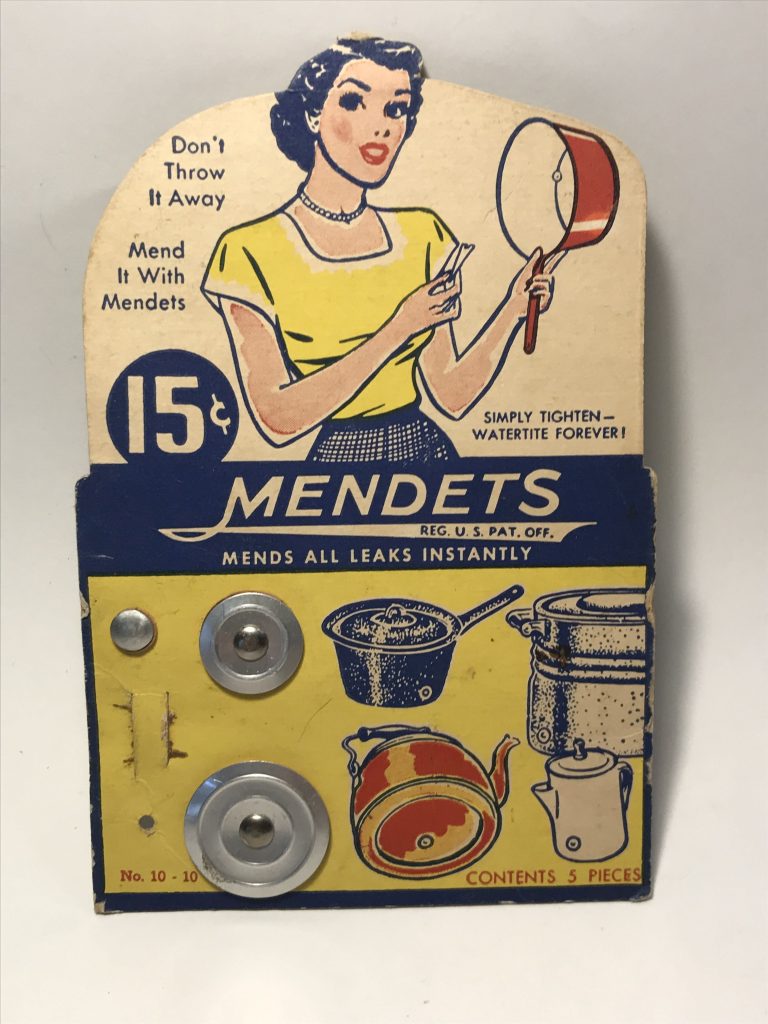 Don't
Throw
It Away
Mend
It With
Mendets
15¢
SIMPLY TIGHTEN—
WATERTITE FOREVER!
MENDETS
REG. U. S. PAT. OFF.
MENDS ALL LEAKS INSTANTLY
No. 10 - 10
CONTENTS 5 PIECES